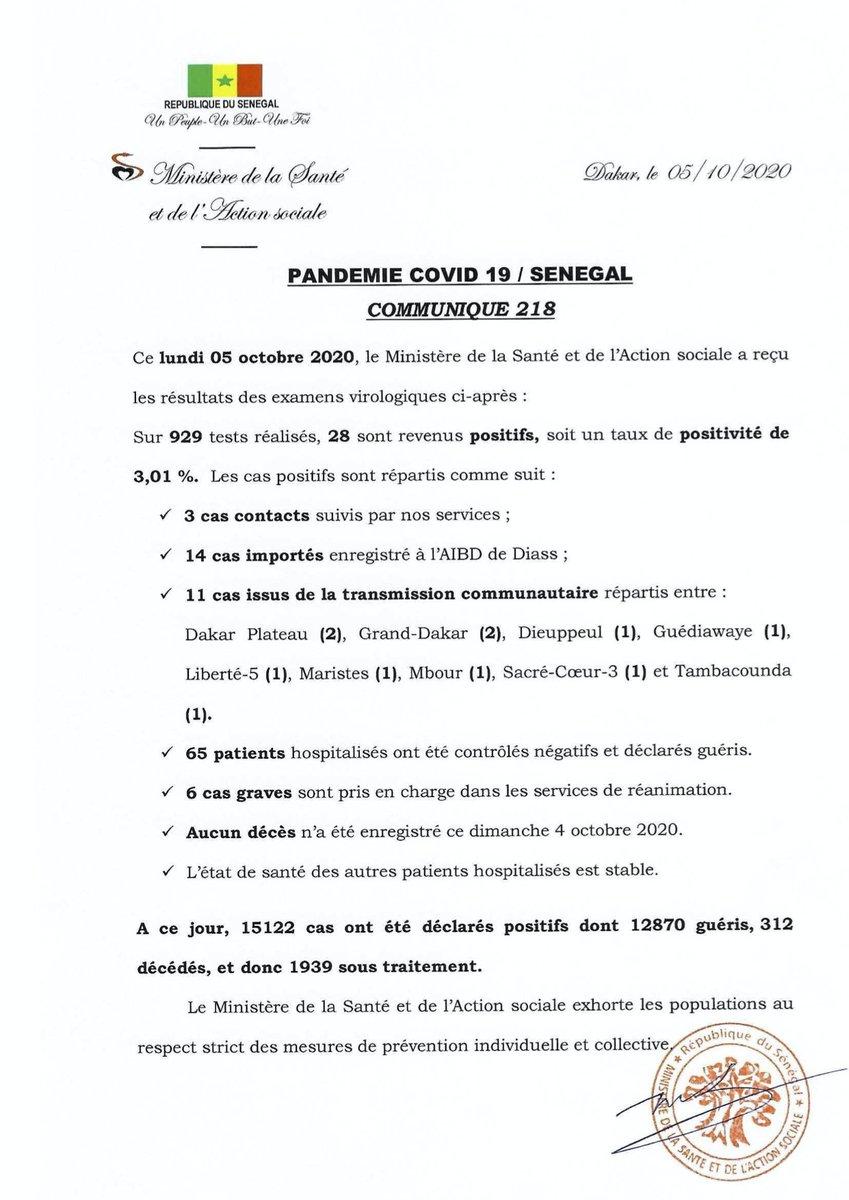 REPUBLIQUE DU SENEGAL
Un Peuple-Un But-Une Foi
Ministère de la Santé
et de l'Action sociale
Dakar, le 05/10/2020
PANDEMIE COVID 19 / SENEGAL
COMMUNIQUE 218
Ce lundi 05 octobre 2020, le Ministère de la Santé et de l'Action sociale a reçu
les résultats des examens virologiques ci-après :
Sur 929 tests réalisés, 28 sont revenus positifs, soit un taux de positivité de
3,01 %. Les cas positifs sont répartis comme suit :
✓ 3 cas contacts suivis par nos services ;
✓ 14 cas importés enregistré à l'AIBD de Diass ;
✓ 11 cas issus de la transmission communautaire répartis entre :
Dakar Plateau (2), Grand-Dakar (2), Dieuppeul (1), Guédiawaye (1),
Liberté-5 (1), Maristes (1), Mbour (1), Sacré-Cœur-3 (1) et Tambacounda
(1).
✓ 65 patients hospitalisés ont été contrôlés négatifs et déclarés guéris.
✓ 6 cas graves sont pris en charge dans les services de réanimation.
✓ Aucun décès n'a été enregistré ce dimanche 4 octobre 2020.
✓ L'état de santé des autres patients hospitalisés est stable.
A ce jour, 15122 cas ont été déclarés positifs dont 12870 guéris, 312
décédés, et donc 1939 sous traitement.
Le Ministère de la Santé et de l'Action sociale exhorte les populations au
respect strict des mesures de prévention individuelle et collective.
République du Sénégal
MINISTRE DE LA SANTE ET DE L'ACTION SOCIALE